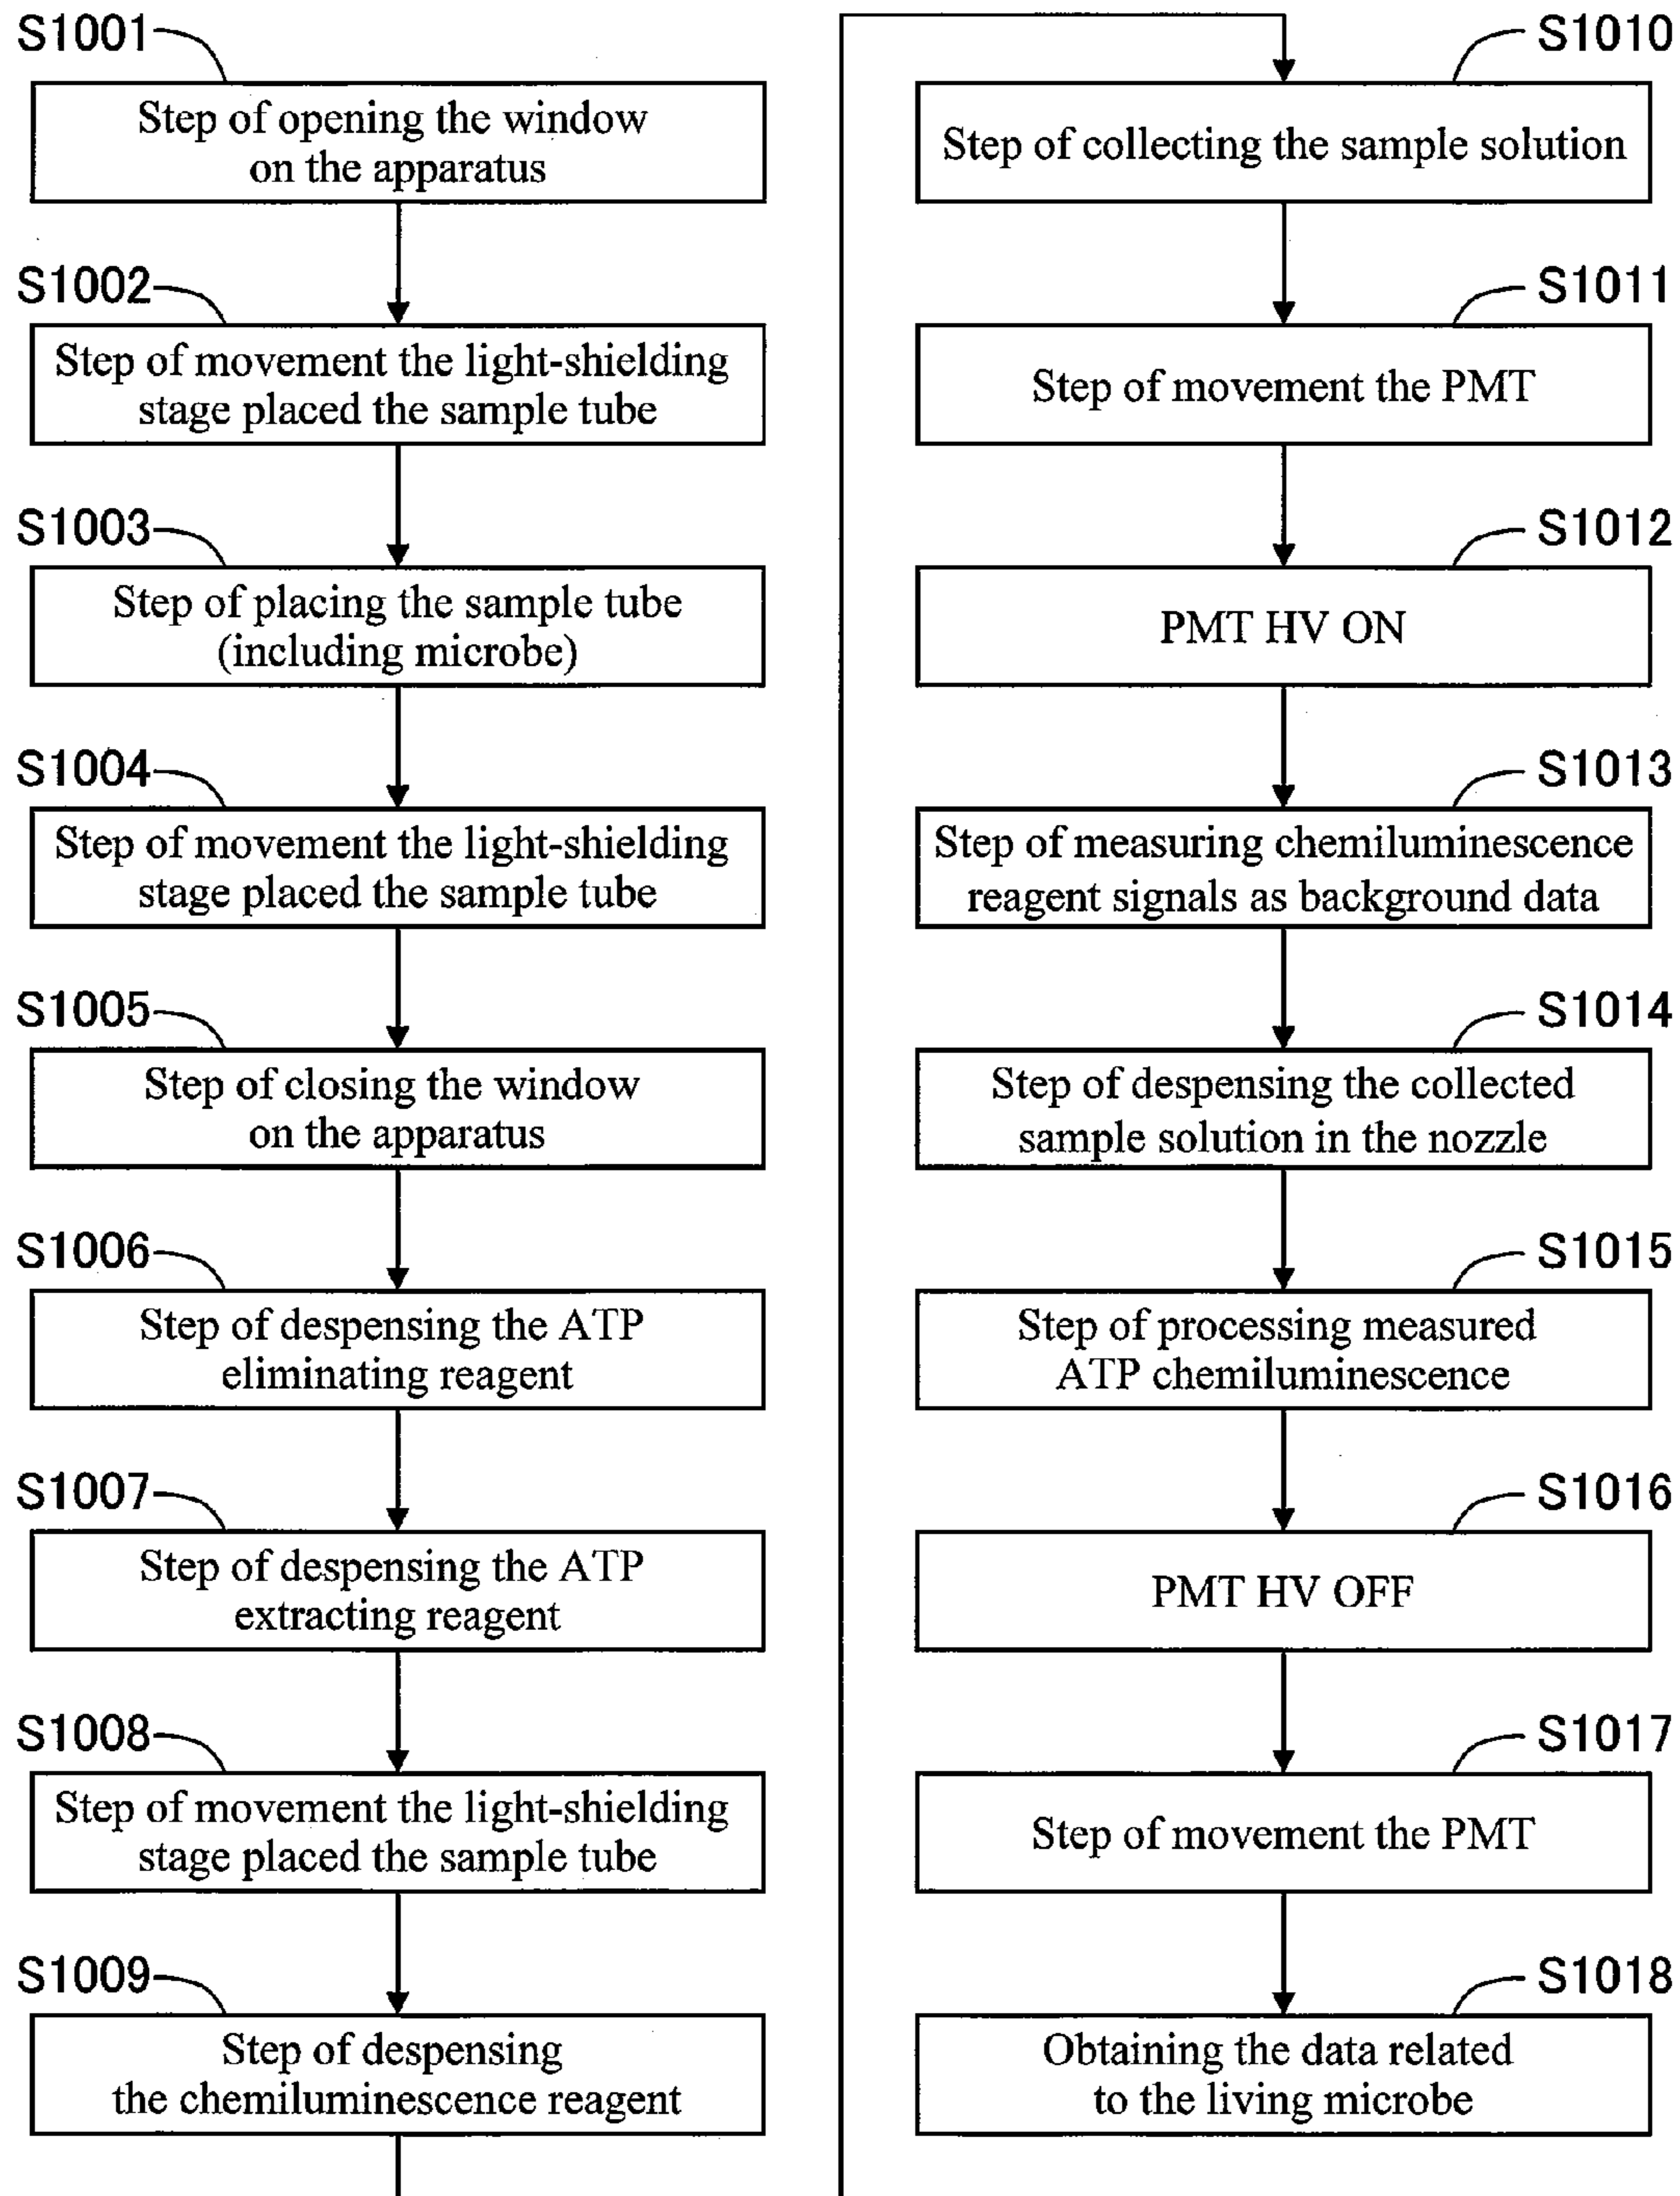 S1001
Step of opening the window
on the apparatus
S1002
Step of movement the light-shielding
stage placed the sample tube
S1003
Step of placing the sample tube
(including microbe)
S1004
Step of movement the light-shielding
stage placed the sample tube
S1005
Step of closing the window
on the apparatus
S1006
Step of despensing the ATP
eliminating reagent
S1007
Step of despensing the ATP
extracting reagent
S1008
Step of movement the light-shielding
stage placed the sample tube
S1009
Step of despensing
the chemiluminescence reagent
S1010
Step of collecting the sample solution
S1011
Step of movement the PMT
S1012
PMT HV ON
S1013
Step of measuring chemiluminescence
reagent signals as background data
S1014
Step of despensing the collected
sample solution in the nozzle
S1015
Step of processing measured
ATP chemiluminescence
S1016
PMT HV OFF
S1017
Step of movement the PMT
S1018
Obtaining the data related
to the living microbe